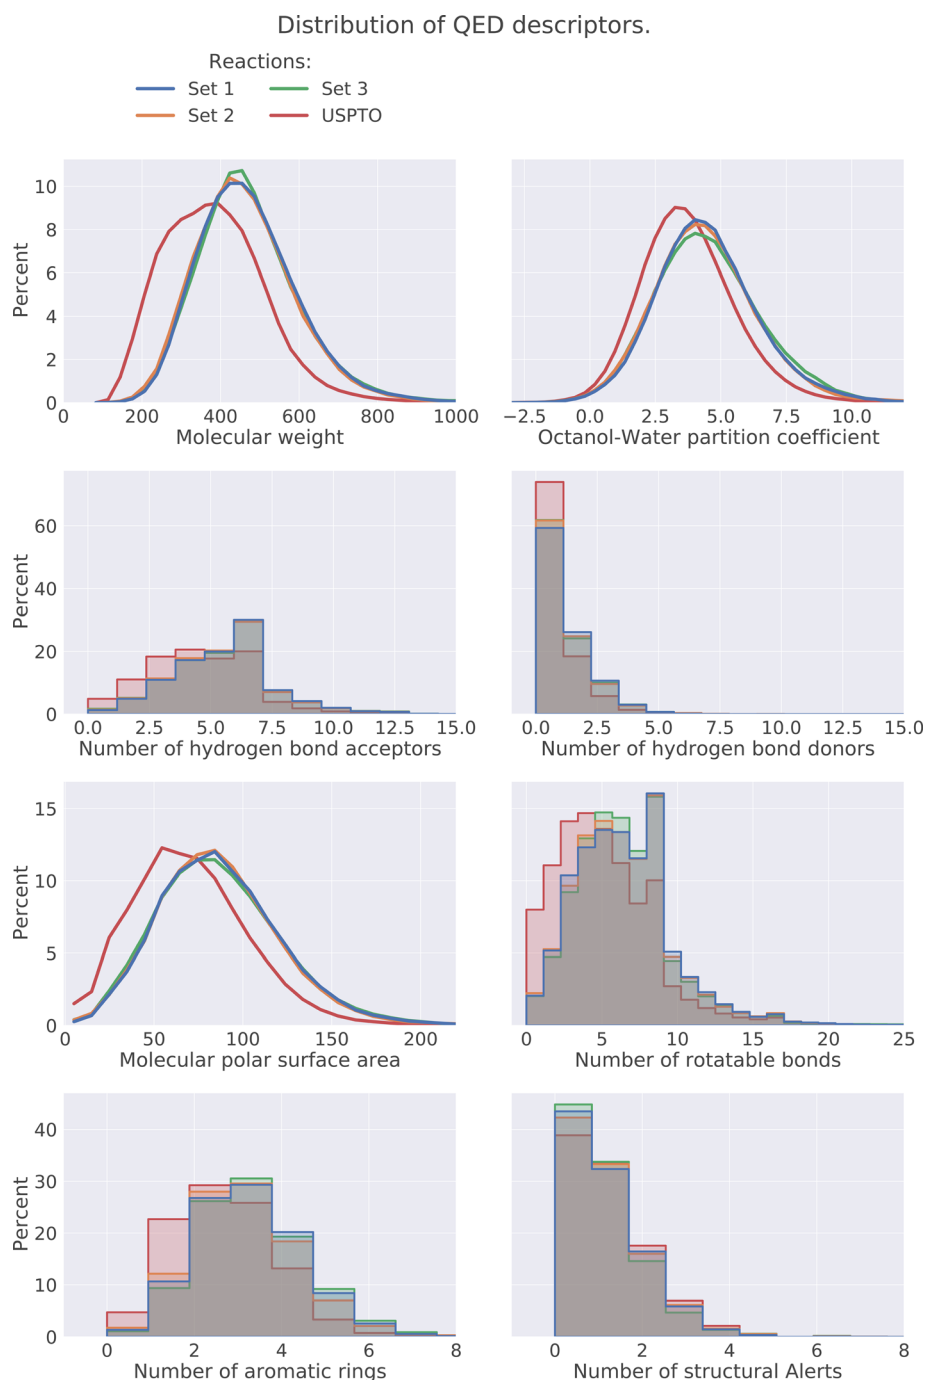 Distribution of QED descriptors.
Reactions:
Set 1
Set 3
Set 2
USPTO
Percent
10
8
6
4
2
0
0 200 400 600 800 1000
Molecular weight
−2.5 0.0 2.5 5.0 7.5 10.0
Octanol-Water partition coefficient
Percent
60
40
20
0
0.0 2.5 5.0 7.5 10.0 12.5 15.0
Number of hydrogen bond acceptors
0.0 2.5 5.0 7.5 10.0 12.5 15.0
Number of hydrogen bond donors
Percent
15
10
5
0
0 50 100 150 200
Molecular polar surface area
0 5 10 15 20 25
Number of rotatable bonds
Percent
40
30
20
10
0
0 2 4 6 8
Number of aromatic rings
0 2 4 6 8
Number of structural Alerts